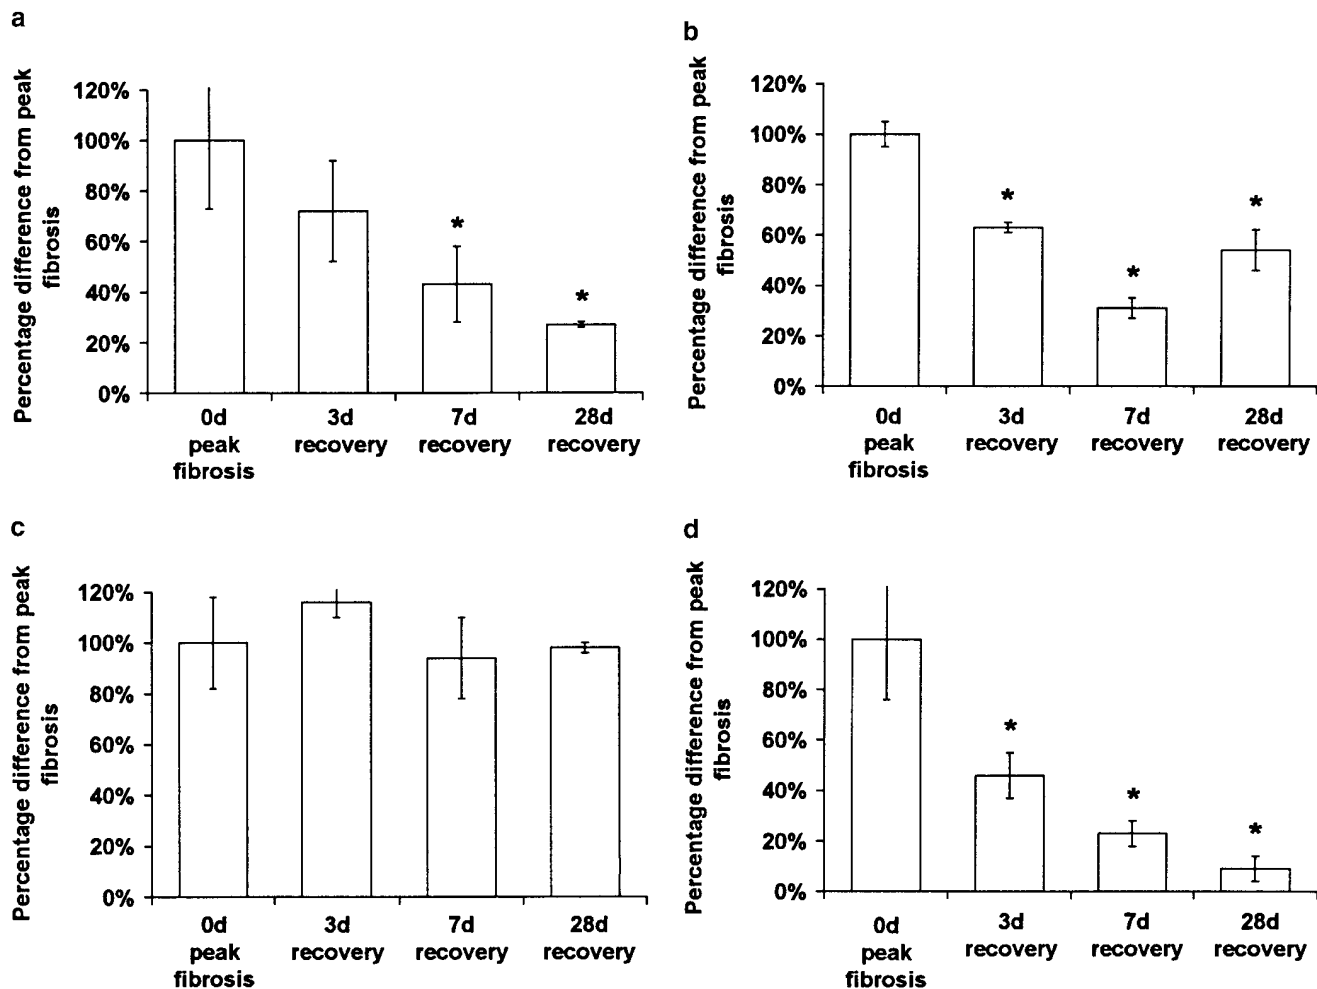 a
Percentage difference from peak
fibrosis
120%
100%
80%
60%
40%
20%
0%
*
*
0d
peak
fibrosis
3d
recovery
7d
recovery
28d
recovery
b
Percentage difference from peak
fibrosis
120%
100%
80%
60%
40%
20%
0%
*
*
*
0d
peak
fibrosis
3d
recovery
7d
recovery
28d
recovery
c
Percentage difference from peak
fibrosis
120%
100%
80%
60%
40%
20%
0%
0d
peak
fibrosis
3d
recovery
7d
recovery
28d
recovery
d
Percentage difference from peak
fibrosis
120%
100%
80%
60%
40%
20%
0%
*
*
*
0d
peak
fibrosis
3d
recovery
7d
recovery
28d
recovery